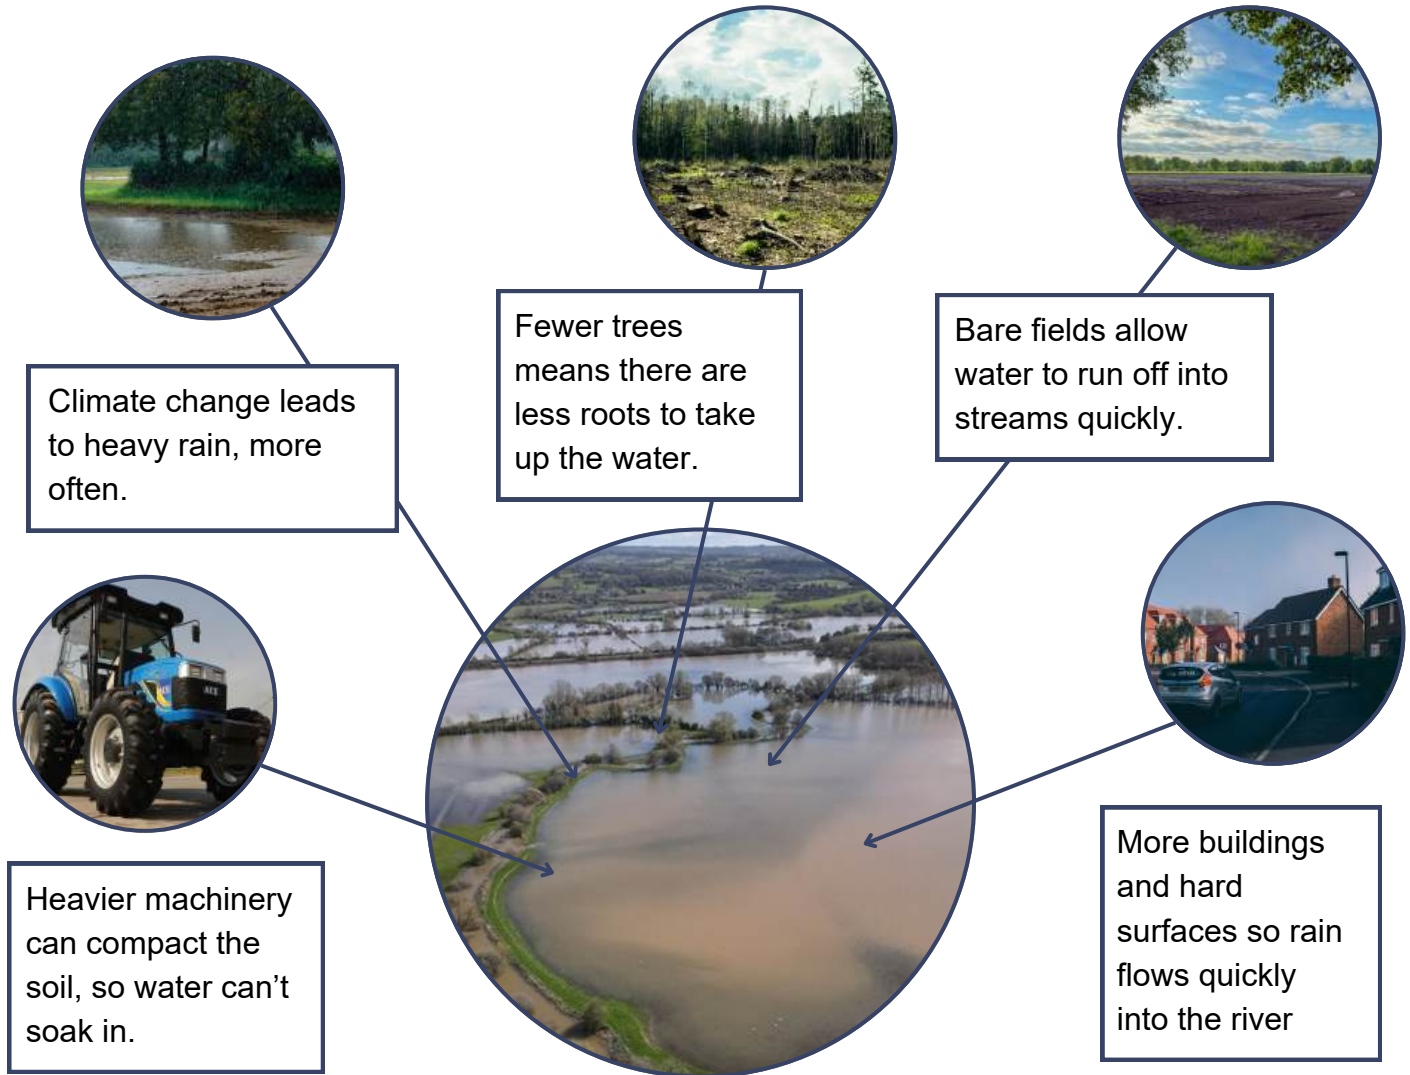 Fewer trees
means there are
less roots to take
up the water.
Bare fields allow
water to run off into
streams quickly.
Climate change leads
to heavy rain, more
often.
ACE
More buildings
and hard
surfaces so rain
flows quickly
into the river
Heavier machinery
can compact the
soil, so water can’t
soak in.